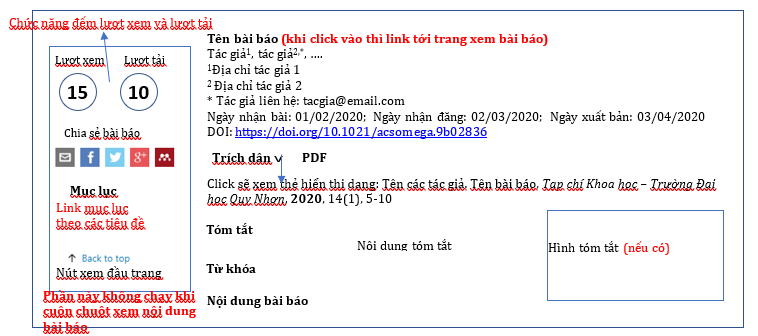 Chức năng đếm lượt xem và lượt tải
Lượt xem
Lượt tải
15
10
Chia sẻ bài báo
Mục lục
Link mục lục
theo các tiêu đề
Back to top
Nút xem đầu trang
Phần này không chạy khi
cuộn chuột xem nội dung
bài báo
Tên bài báo (khi click vào thì link tới trang xem bài báo)
Tác giả1, tác giả2,*, ....
1Địa chỉ tác giả 1
2 Địa chỉ tác giả 2
* Tác giả liên hệ: tacgia@email.com
Ngày nhận bài: 01/02/2020; Ngày nhận đăng: 02/03/2020; Ngày xuất bản: 03/04/2020
DOI: https://doi.org/10.1021/acsomega.9b02836
Trích dẫn
PDF
Click sẽ xem thẻ hiển thị dạng: Tên các tác giả. Tên bài báo. Tạp chí Khoa học – Trường Đại
học Quy Nhơn, 2020, 14(1), 5-10
Tóm tắt
Nội dung tóm tắt
Hình tóm tắt (nếu có)
Từ khóa
Nội dung bài báo